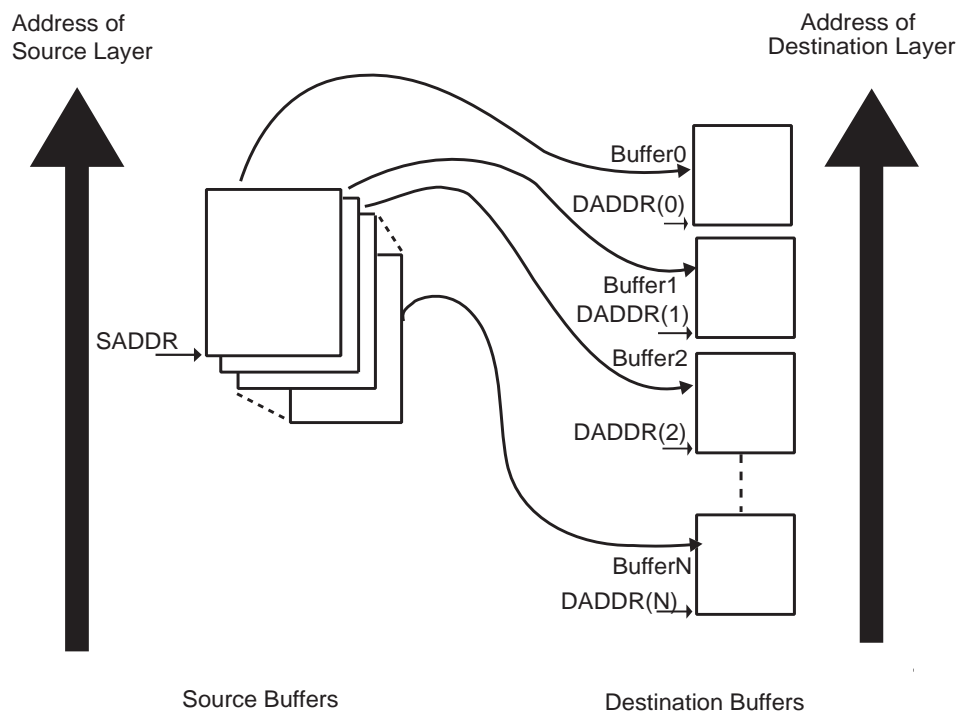 Address of
Source Layer
Address of
Destination Layer
Buffer0
DADDR(0)
Buffer1
DADDR(1)
SADDR
Buffer2
DADDR(2)
BufferN
DADDR(N)
Source Buffers
Destination Buffers